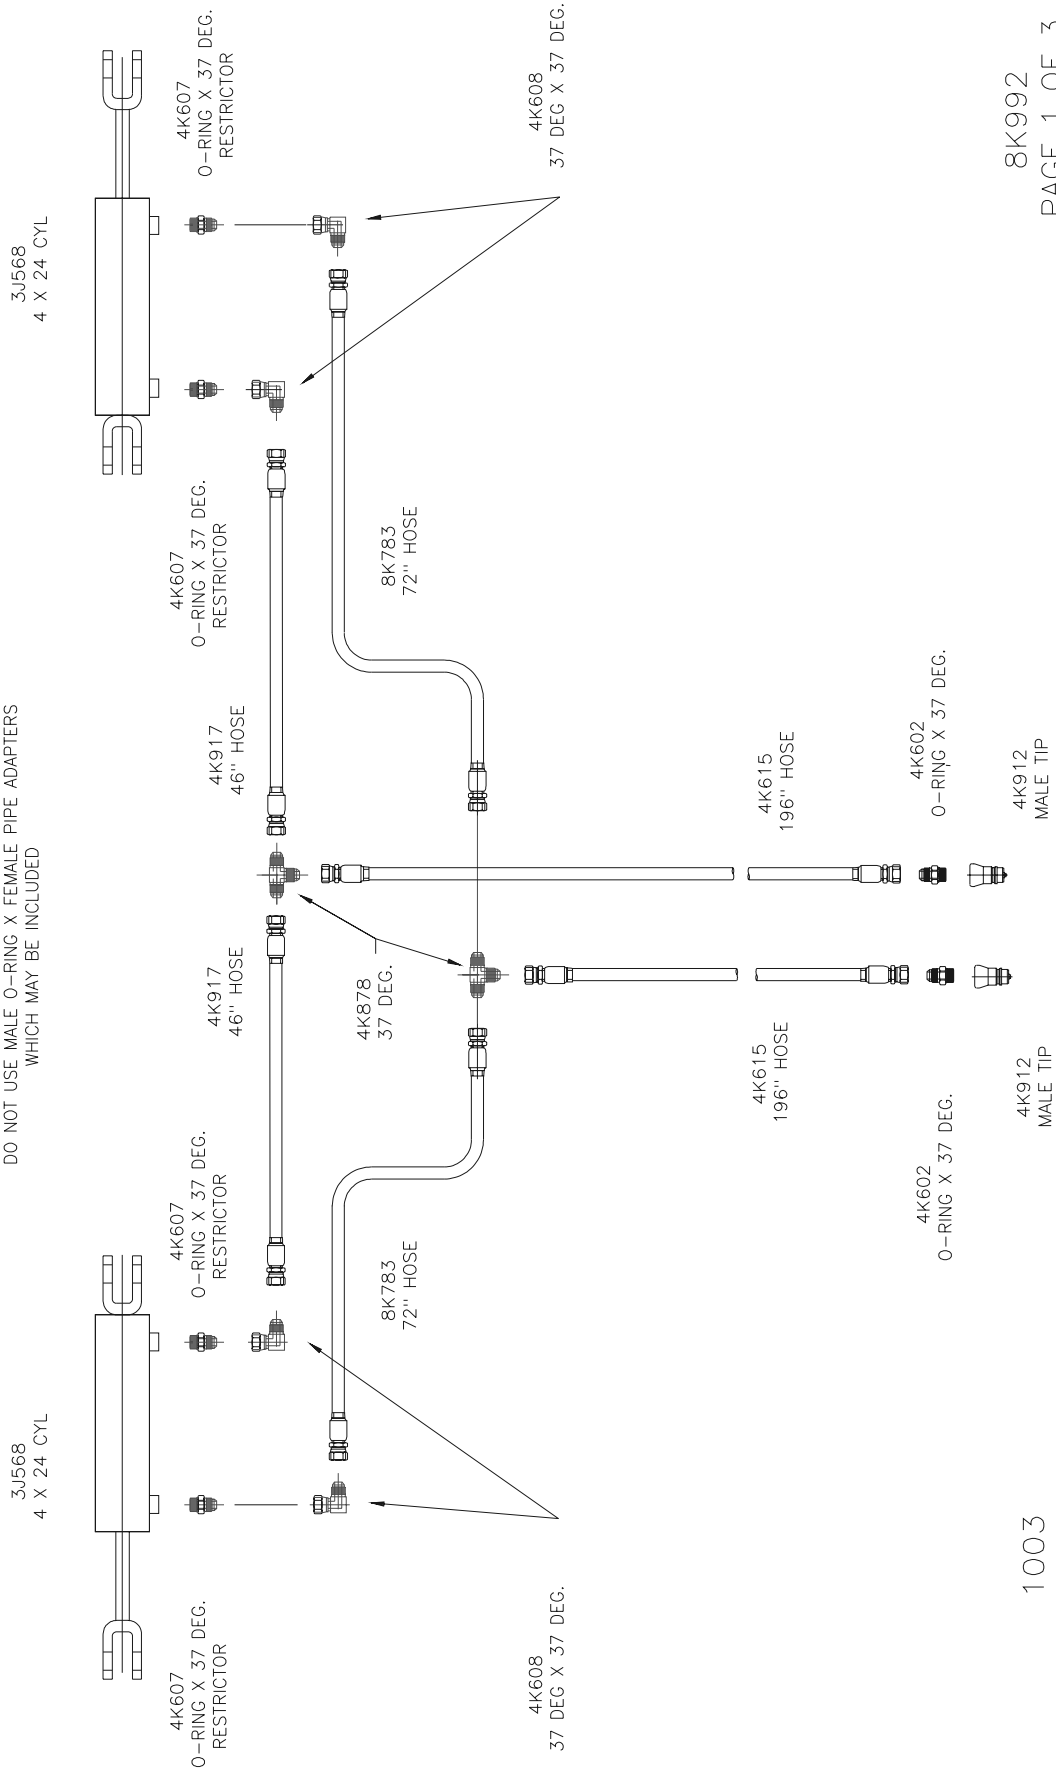 DO NOT USE MALE O-RING X FEMALE PIPE ADAPTERS
WHICH MAY BE INCLUDED
3J568
4 X 24 CYL
3J568
4 X 24 CYL
4K607
O-RING X 37 DEG.
RESTRICTOR
4K607
O-RING X 37 DEG.
RESTRICTOR
4K607
O-RING X 37 DEG.
RESTRICTOR
4K607
O-RING X 37 DEG.
RESTRICTOR
4K917
46" HOSE
4K917
46" HOSE
8K783
72" HOSE
4K878
37 DEG.
8K783
72" HOSE
4K608
37 DEG X 37 DEG.
4K608
37 DEG X 37 DEG.
4K615
196" HOSE
4K615
196" HOSE
4K602
O-RING X 37 DEG.
4K602
O-RING X 37 DEG.
4K912
MALE TIP
4K912
MALE TIP
1003
8K992
PAGE 1 OF 3